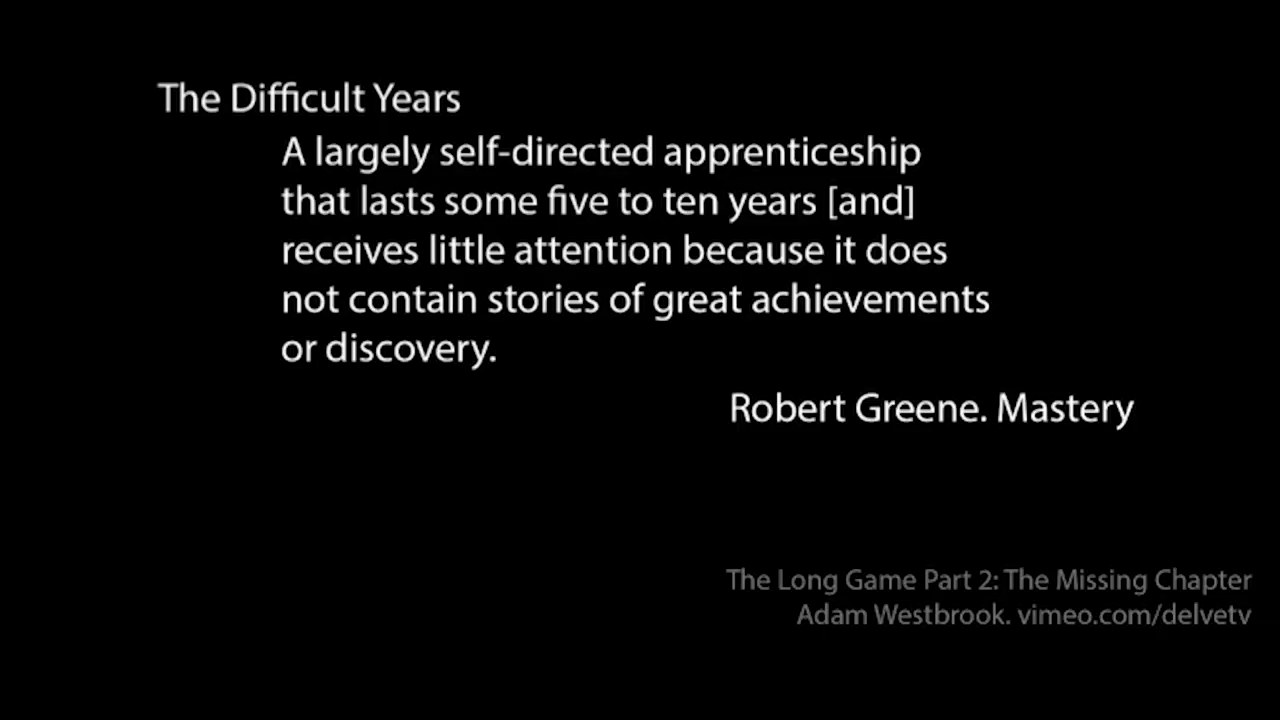 The Difficult Years
A largely self-directed apprenticeship
that lasts some five to ten years [and]
receives little attention because it does
not contain stories of great achievements
or discovery.
Robert Greene. Mastery
The Long Game Part 2: The Missing Chapter
Adam Westbrook. vimeo.com/delvetv